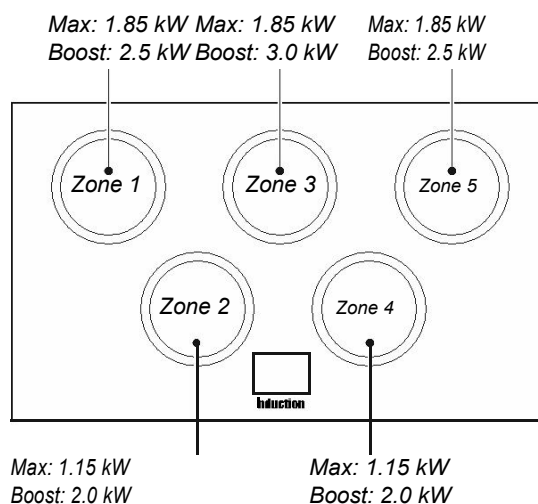 Max: 1.85 kW
Boost: 2.5 kW
Max: 1.85 kW
Boost: 3.0 kW
Max: 1.85 kW
Boost: 2.5 kW
Zone 1
Zone 3
Zone 5
Zone 2
Zone 4
Induction
Max: 1.15 kW
Boost: 2.0 kW
Max: 1.15 kW
Boost: 2.0 kW